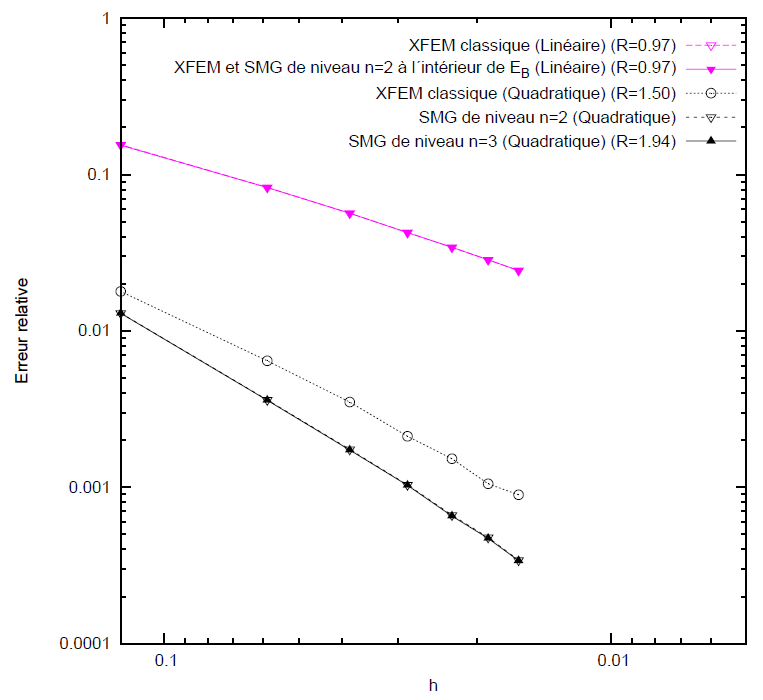 1
XFEM classique (Linéaire) (R=0.97)
XFEM et SMG de niveau n=2 à l´intérieur de E_B (Linéaire) (R=0.97)
XFEM classique (Quadratique) (R=1.50)
SMG de niveau n=2 (Quadratique)
SMG de niveau n=3 (Quadratique) (R=1.94)
0.1
Erreur relative
0.01
0.001
0.0001
0.1
0.01
h